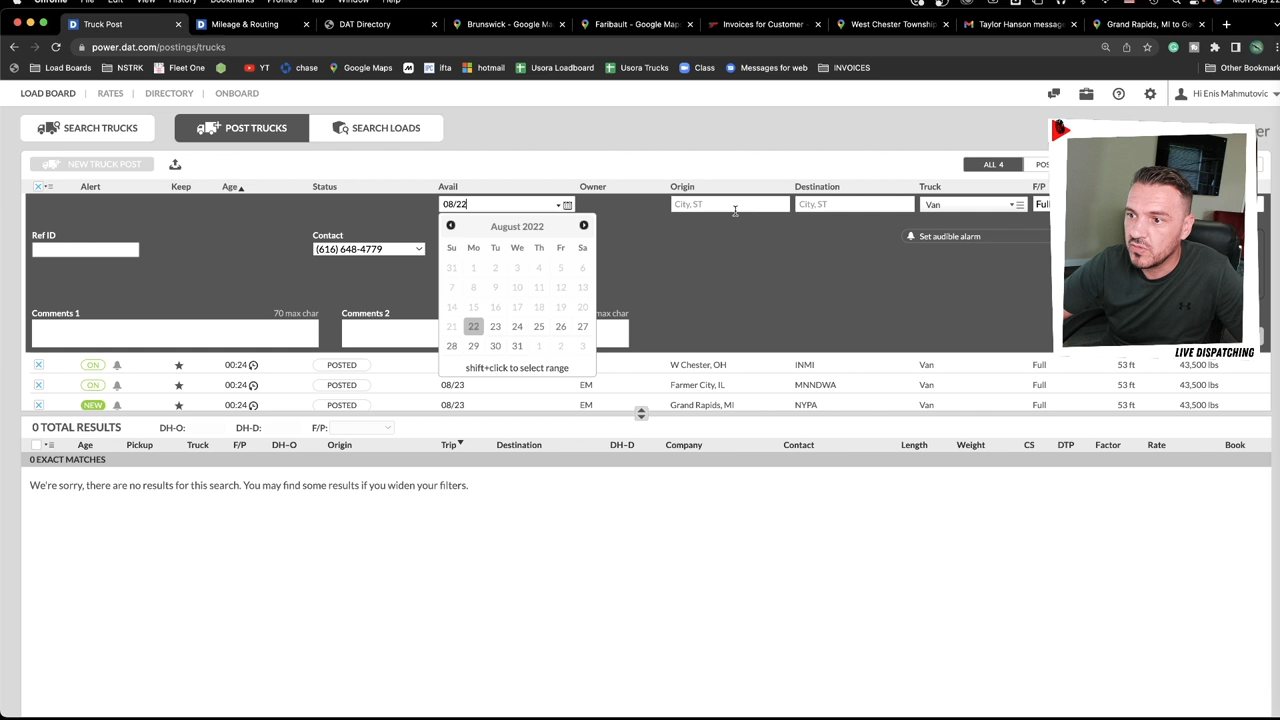 Chrome File Edit View History Bookmarks Profiles Tab Window Help
Truck Post
Mileage & Routing
DAT Directory
Brunswick - Google Ma
Faribault - Google Maps
Invoices for Customer
West Chester Township
Taylor Hanson messag
Grand Rapids, MI to Ge
power.dat.com/postings/trucks
Load Boards NSTRK Fleet One YT chase Google Maps ifta hotmail Usora Loadboard Usora Trucks Class Messages for web INVOICES Other Bookmark
LOAD BOARD RATES DIRECTORY ONBOARD Hi Enis Mahmutovic
SEARCH TRUCKS POST TRUCKS SEARCH LOADS
NEW TRUCK POST ALL 4 POS
Alert Keep Age Status Avail Owner Origin Destination Truck F/P
08/22 City, ST City, ST Van Full
August 2022
Ref ID Contact Set audible alarm
(616) 648-4779
Su Mo Tu We Th Fr Sa
31 1 2 3 4 5 6
7 8 9 10 11 12 13
14 15 16 17 18 19 20
21 22 23 24 25 26 27
28 29 30 31 1 2 3
shift+click to select range
Comments 1 70 max char Comments 2 max char
LIVE DISPATCHING
ON 00:24 POSTED W Chester, OH INMI Van Full 53 ft 43,500 lbs
ON 00:24 POSTED 08/23 EM Farmer City, IL MNNDWA Van Full 53 ft 43,500 lbs
NEW 00:24 POSTED 08/23 EM Grand Rapids, MI NYPA Van Full 53 ft 43,500 lbs
0 TOTAL RESULTS DH-O: DH-D: F/P:
Age Pickup Truck F/P DH-O Origin Trip Destination DH-D Company Contact Length Weight CS DTP Factor Rate Book
0 EXACT MATCHES
We're sorry, there are no results for this search. You may find some results if you widen your filters.